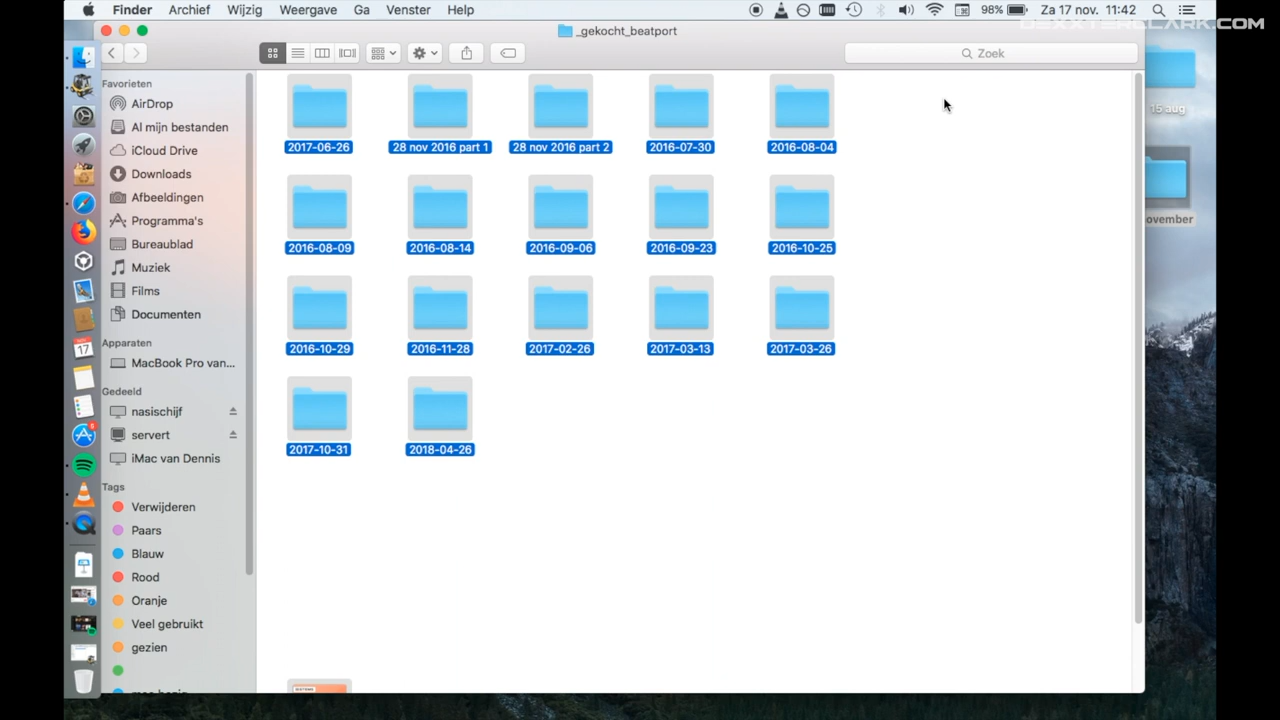 Finder Archief Wijzig Weergave Ga Venster Help 98% Za 17 nov. 11:42
DEXXTERCLARK.COM
_gekocht_beatport
Zoek
Favorieten
AirDrop
Al mijn bestanden
iCloud Drive
Downloads
Afbeeldingen
Programma's
Bureaublad
Muziek
Films
Documenten
Apparaten
MacBook Pro van...
Gedeeld
nasischijf
servert
iMac van Dennis
Tags
Verwijderen
Paars
Blauw
Rood
Oranje
Veel gebruikt
gezien
2017-06-26 28 nov 2016 part 1 28 nov 2016 part 2 2016-07-30 2016-08-04
2016-08-09 2016-08-14 2016-09-06 2016-09-23 2016-10-25
2016-10-29 2016-11-28 2017-02-26 2017-03-13 2017-03-26
2017-10-31 2018-04-26
15 aug
ovember
17